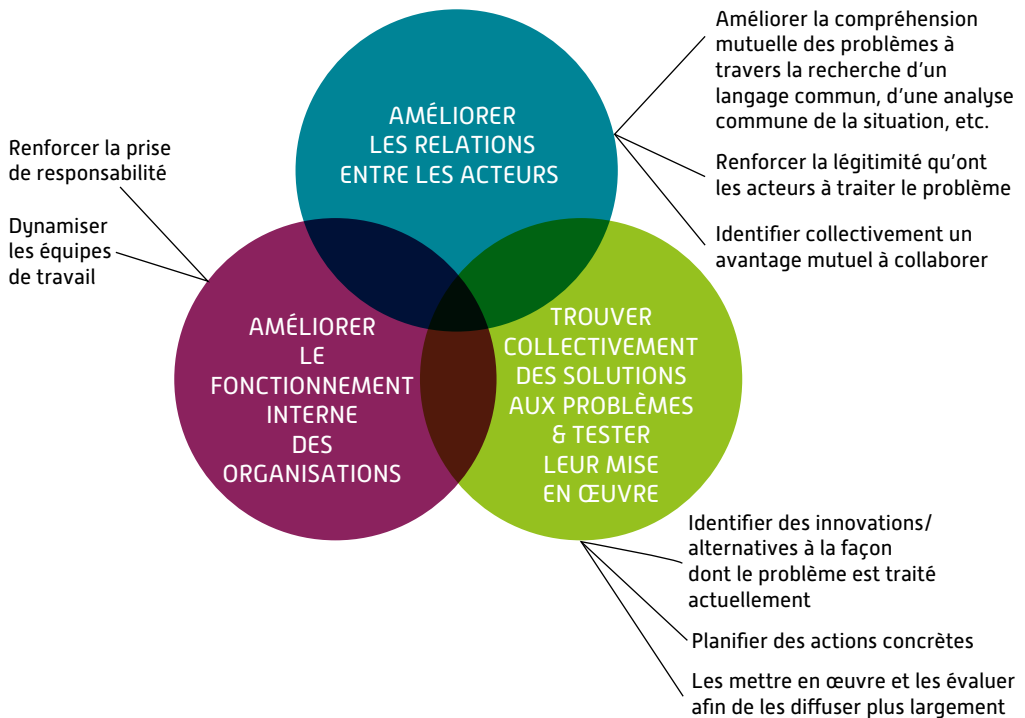 AMÉLIORER
LES RELATIONS
ENTRE LES ACTEURS
Améliorer la compréhension
mutuelle des problèmes à
travers la recherche d’un
langage commun, d’une analyse
commune de la situation, etc.
Renforcer la légitimité qu’ont
les acteurs à traiter le problème
Identifier collectivement un
avantage mutuel à collaborer
Renforcer la prise
de responsabilité
Dynamiser
les équipes
de travail
AMÉLIORER
LE
FONCTIONNEMENT
INTERNE
DES
ORGANISATIONS
TROUVER
COLLECTIVEMENT
DES SOLUTIONS
AUX PROBLÈMES
& TESTER
LEUR MISE
EN ŒUVRE
Identifier des innovations/
alternatives à la façon
dont le problème est traité
actuellement
Planifier des actions concrètes
Les mettre en œuvre et les évaluer
afin de les diffuser plus largement